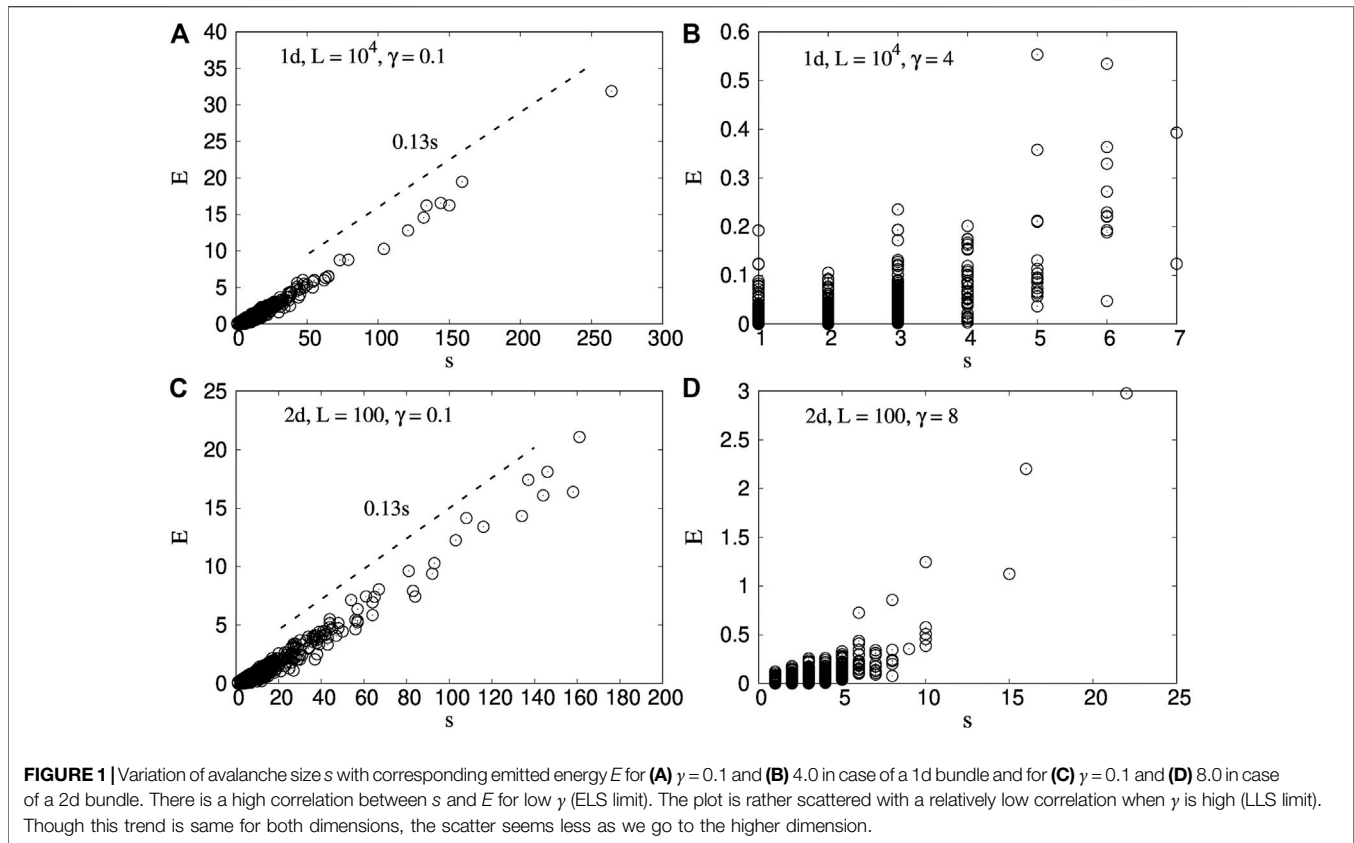 A
1d, L = 10⁴, γ = 0.1
0.13s
E
40
35
30
25
20
15
10
5
0
0 50 100 150 200 250 300
s
B
1d, L = 10⁴, γ = 4
E
0.6
0.5
0.4
0.3
0.2
0.1
0
1 2 3 4 5 6 7
s
C
2d, L = 100, γ = 0.1
0.13s
E
25
20
15
10
5
0
0 20 40 60 80 100 120 140 160 180 200
s
D
2d, L = 100, γ = 8
E
3
2.5
2
1.5
1
0.5
0
0 5 10 15 20 25
s
FIGURE 1 | Variation of avalanche size s with corresponding emitted energy E for (A) γ = 0.1 and (B) 4.0 in case of a 1d bundle and for (C) γ = 0.1 and (D) 8.0 in case
of a 2d bundle. There is a high correlation between s and E for low γ (ELS limit). The plot is rather scattered with a relatively low correlation when γ is high (LLS limit).
Though this trend is same for both dimensions, the scatter seems less as we go to the higher dimension.